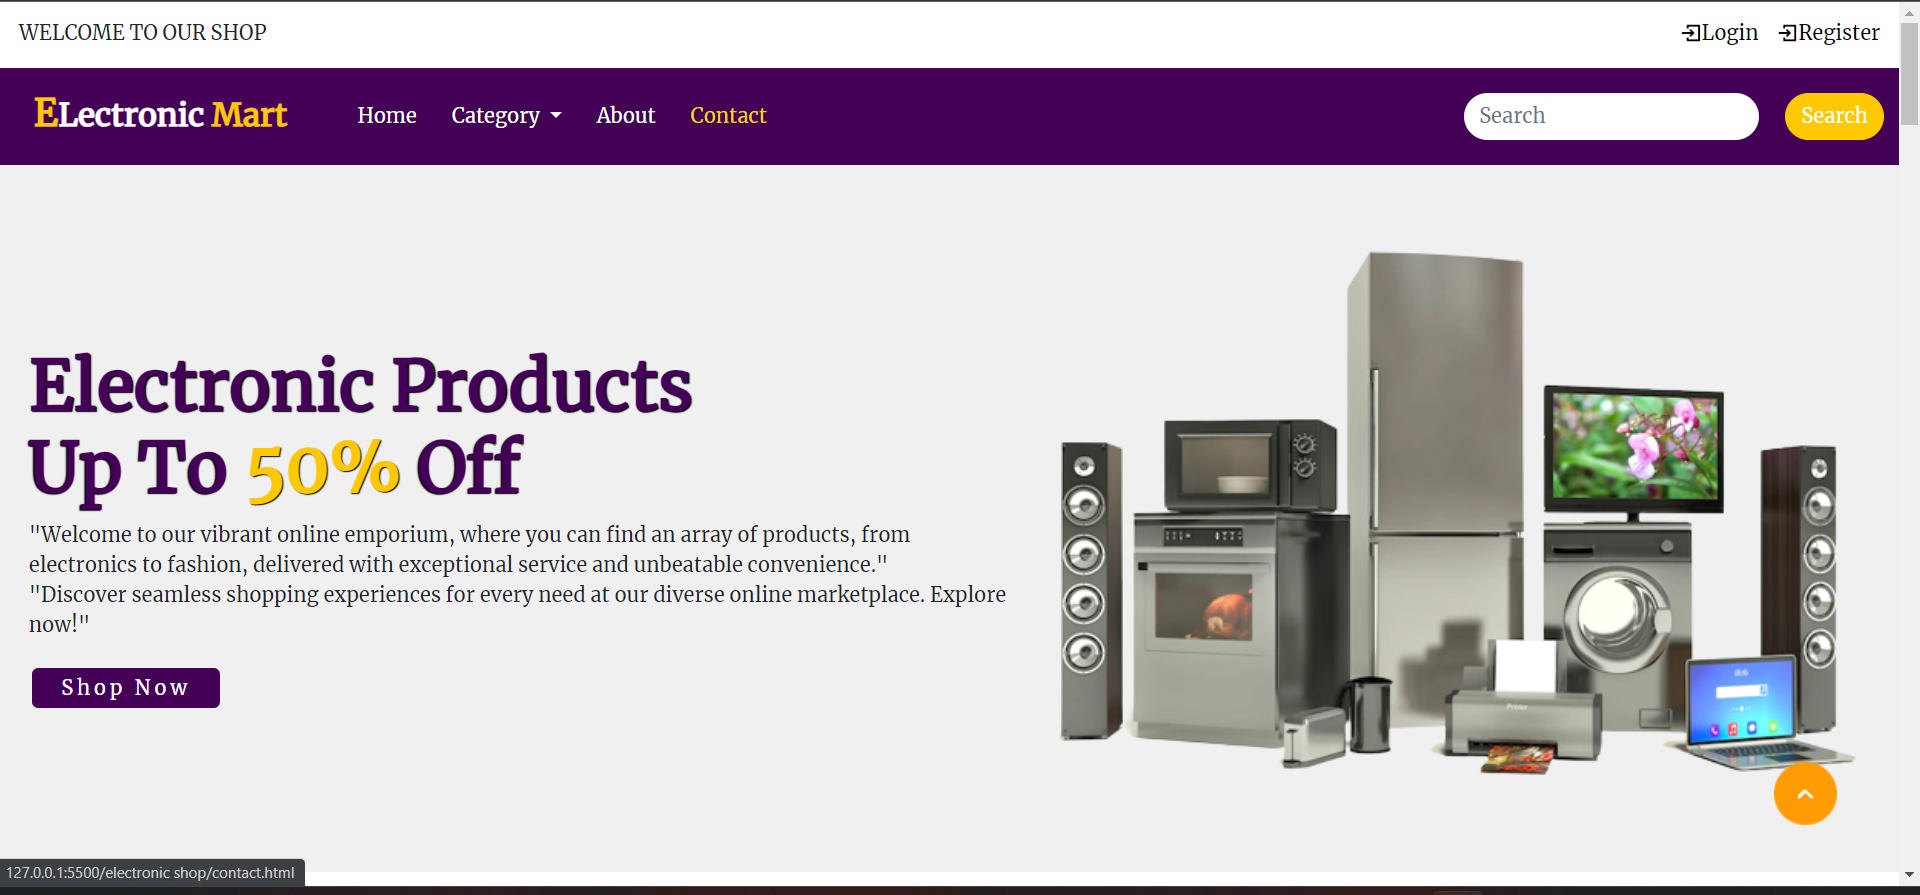 WELCOME TO OUR SHOP
Login Register
ELectronic Mart Home Category About Contact Search Search
Electronic Products
Up To 50% Off
"Welcome to our vibrant online emporium, where you can find an array of products, from
electronics to fashion, delivered with exceptional service and unbeatable convenience."
"Discover seamless shopping experiences for every need at our diverse online marketplace. Explore
now!"
Shop Now
Printer
127.0.0.1:5500/electronic shop/contact.html